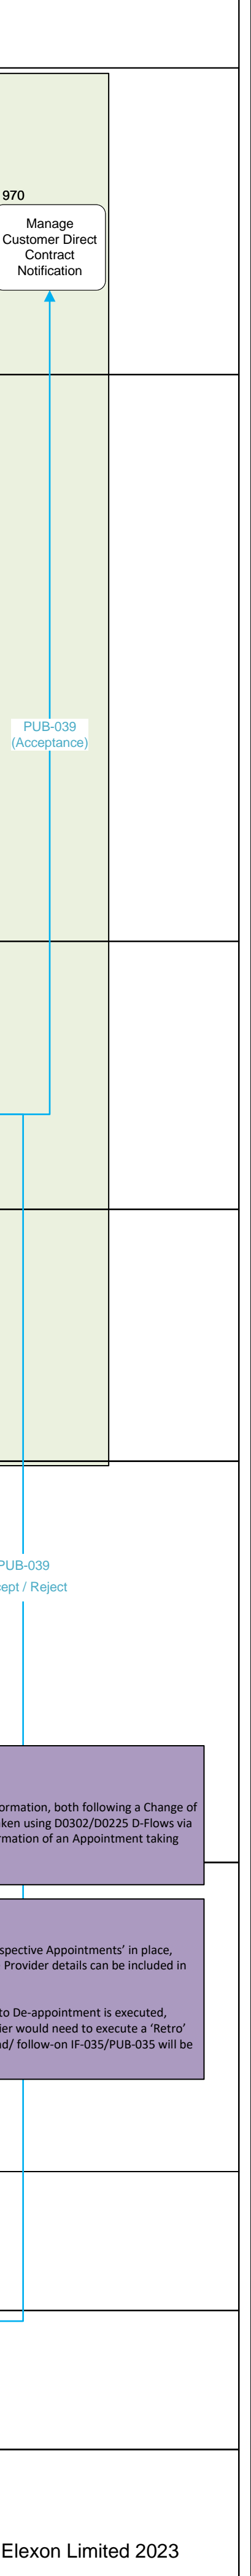 970
Manage
Customer Direct
Contract
Notification
PUB-039
(Acceptance)
PUB-039
ept / Reject
ormation, both following a Change of
ken using D0302/D0225 D-Flows via
rmation of an Appointment taking
spective Appointments' in place,
Provider details can be included in
to De-appointment is executed,
ier would need to execute a 'Retro'
nd/ follow-on IF-035/PUB-035 will be
Elexon Limited 2023